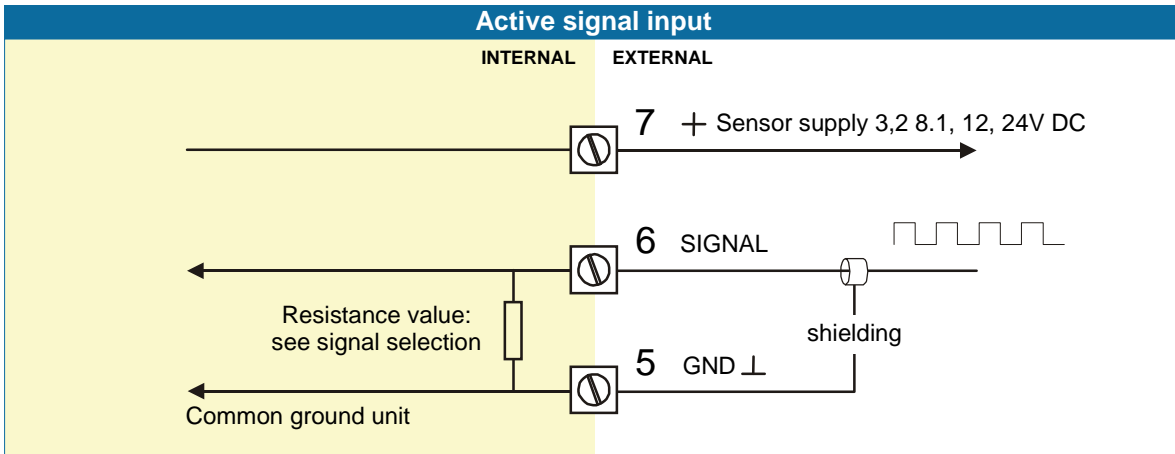 Active signal input
INTERNAL EXTERNAL
7 + Sensor supply 3,2 8.1, 12, 24V DC
6 SIGNAL
Resistance value:
see signal selection
shielding
5 GND ⊥
Common ground unit